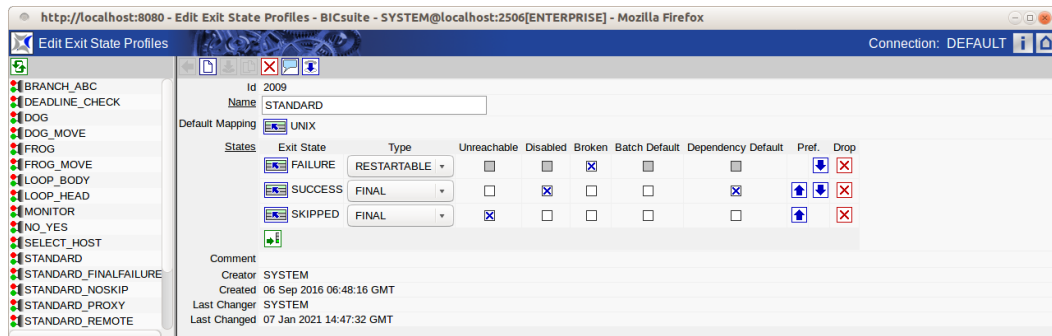 http://localhost:8080 - Edit Exit State Profiles - BICsuite - SYSTEM@localhost:2506[ENTERPRISE] - Mozilla Firefox
Edit Exit State Profiles
Connection: DEFAULT
BRANCH_ABC
DEADLINE_CHECK
DOG
DOG_MOVE
FROG
FROG_MOVE
LOOP_BODY
LOOP_HEAD
MONITOR
NO_YES
SELECT_HOST
STANDARD
STANDARD_FINALFAILURE
STANDARD_NOSKIP
STANDARD_PROXY
STANDARD_REMOTE
Id 2009
Name STANDARD
Default Mapping UNIX
States Exit State Type Unreachable Disabled Broken Batch Default Dependency Default Pref. Drop
FAILURE RESTARTABLE
SUCCESS FINAL
SKIPPED FINAL
Comment
Creator SYSTEM
Created 06 Sep 2016 06:48:16 GMT
Last Changer SYSTEM
Last Changed 07 Jan 2021 14:47:32 GMT